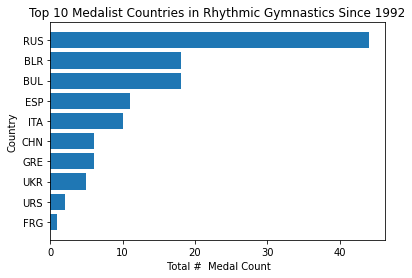 Top 10 Medalist Countries in Rhythmic Gymnastics Since 1992
Country
RUS
BLR
BUL
ESP
ITA
CHN
GRE
UKR
URS
FRG
0 10 20 30 40
Total #  Medal Count